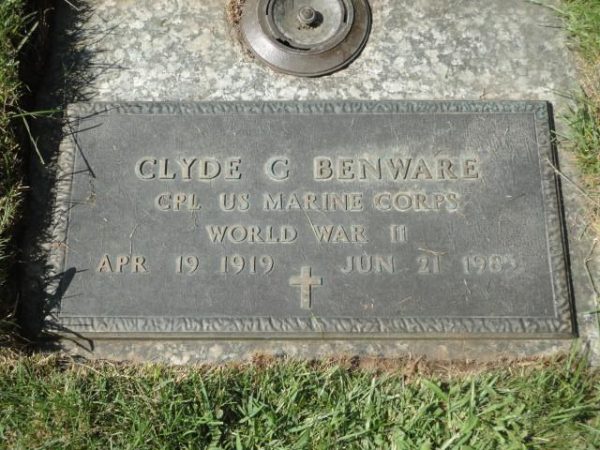 CLYDE G BENWARE
CPL US MARINE CORPS
WORLD WAR II
APR 19 1919 JUN 21